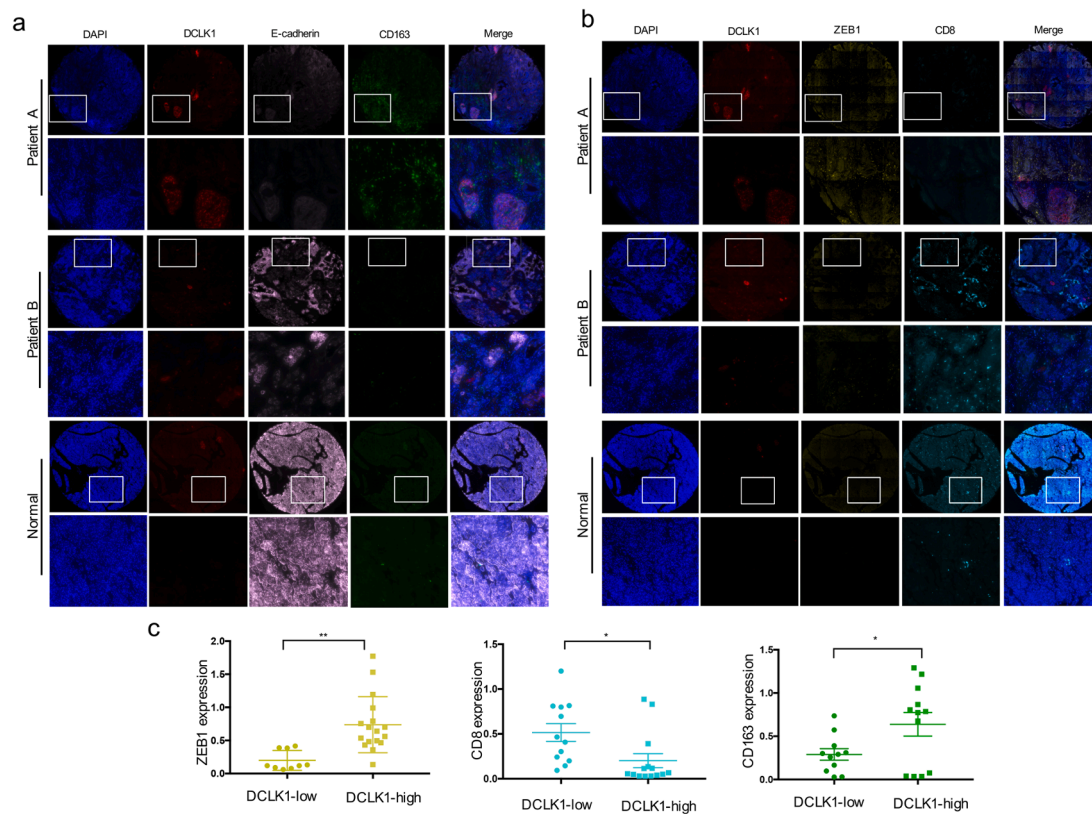 a
DAPI DCLK1 E-cadherin CD163 Merge
Patient A
Patient B
Normal
b
DAPI DCLK1 ZEB1 CD8 Merge
Patient A
Patient B
Normal
c
ZEB1 expression
2.0
1.5
1.0
0.5
0.0
**
DCLK1-low DCLK1-high
CD8 expression
1.5
1.0
0.5
0.0
*
DCLK1-low DCLK1-high
CD163 expression
1.5
1.0
0.5
0.0
*
DCLK1-low DCLK1-high